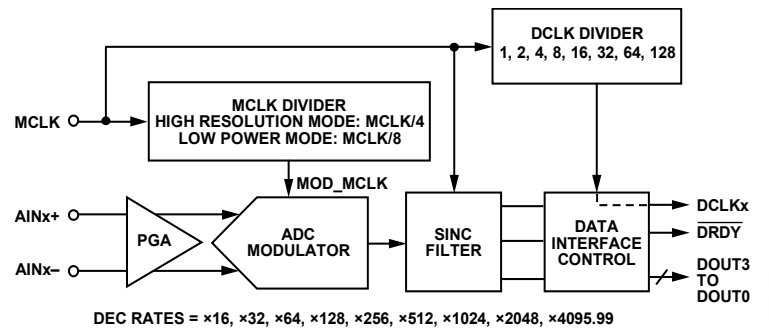 DCLK DIVIDER
1, 2, 4, 8, 16, 32, 64, 128
MCLK
MCLK DIVIDER
HIGH RESOLUTION MODE: MCLK/4
LOW POWER MODE: MCLK/8
MOD_MCLK
AINx+
AINx–
PGA
ADC
MODULATOR
SINC
FILTER
DATA
INTERFACE
CONTROL
DCLKx
DRDY
DOUT3
TO
DOUT0
DEC RATES = ×16, ×32, ×64, ×128, ×256, ×512, ×1024, ×2048, ×4095.99